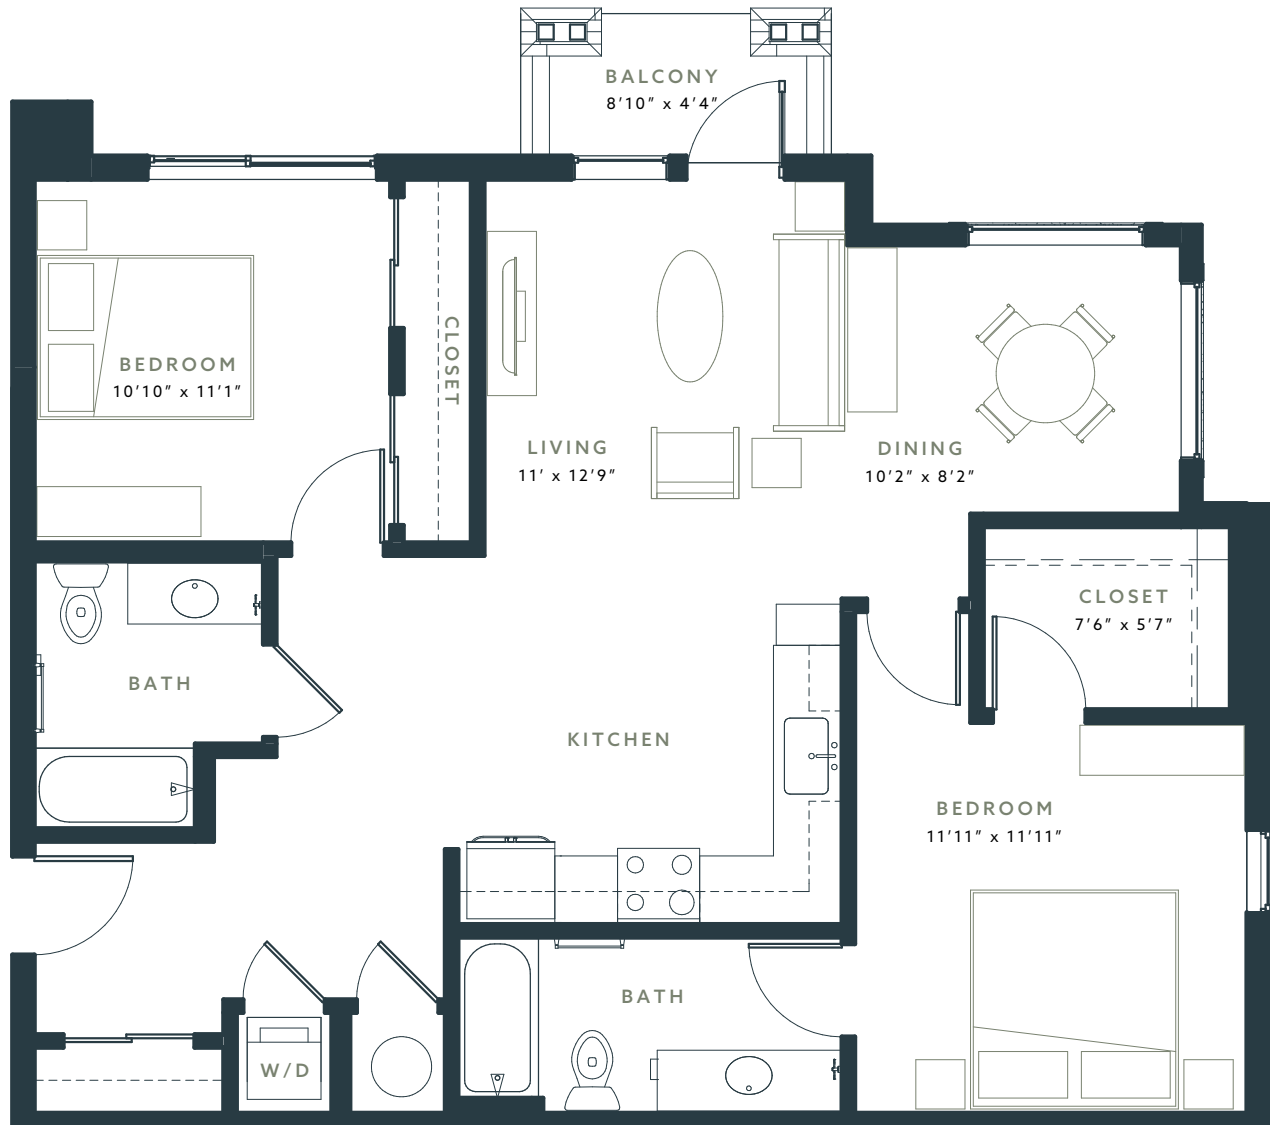 BALCONY
8'10" x 4'4"
BEDROOM
10'10" x 11'1"
CLOSET
LIVING
11' x 12'9"
DINING
10'2" x 8'2"
CLOSET
7'6" x 5'7"
BATH
KITCHEN
BEDROOM
11'11" x 11'11"
BATH
W/D